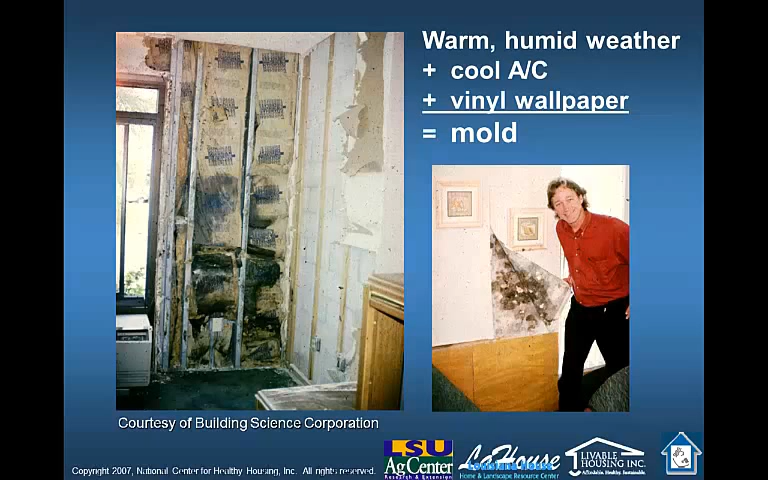 Warm, humid weather
+ cool A/C
+ vinyl wallpaper
= mold
Courtesy of Building Science Corporation
Copyright 2007, National Center for Healthy Housing, Inc. All rights reserved.
LSU
AgCenter
Research & Extension
LaHouse
Louisiana House
Home & Landscape Resource Center
LIVABLE
HOUSING INC.
Affordable. Healthy. Sustainable.